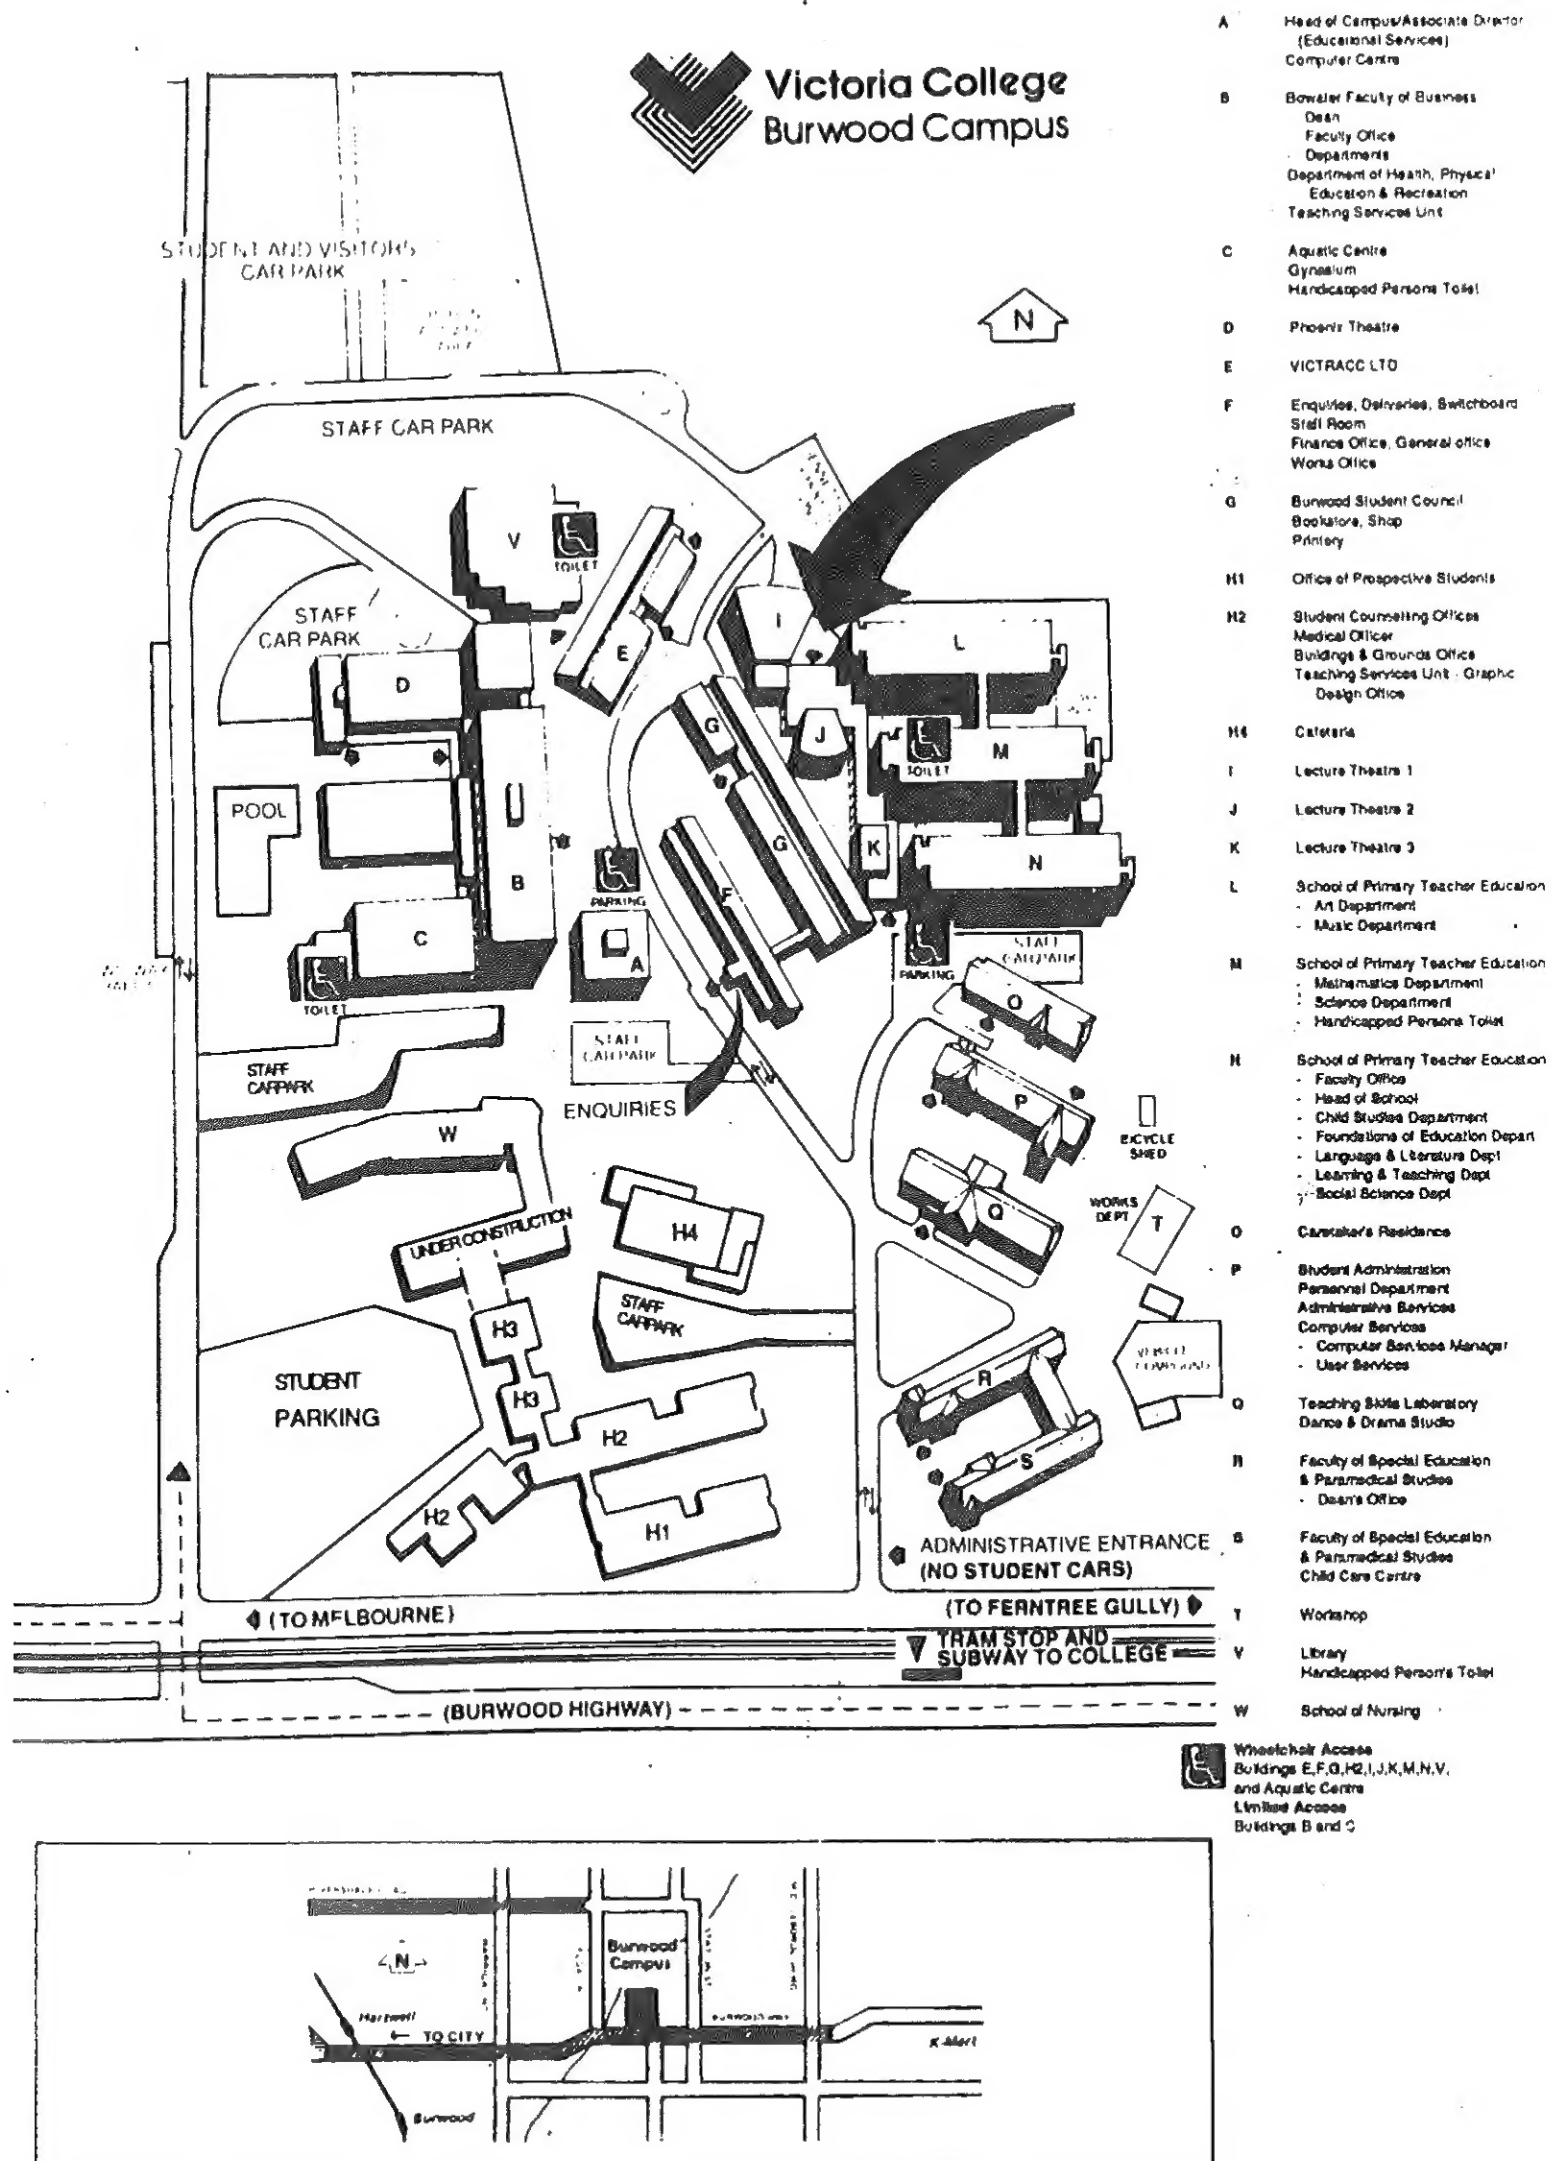 Victoria College
Burwood Campus
STUDENT AND VISITORS
CAR PARK
N
STAFF CAR PARK
V
TOILET
STAFF
CAR PARK
E
I
L
D
G
J
M
TOILET
POOL
G
K
N
B
F
PARKING
C
A
STAFF
CARPARK
PARKING
TOILET
O
STAFF
CARPARK
STAFF
CARPARK
P
ENQUIRIES
W
BICYCLE
SHED
WORKS
DEPT
T
Q
UNDER CONSTRUCTION
H4
H3
STAFF
CARPARK
VEHICLE
COMPOUND
STUDENT
PARKING
H3
R
H2
S
H2
H1
ADMINISTRATIVE ENTRANCE
(NO STUDENT CARS)
(TO MELBOURNE)
(TO FERNTREE GULLY)
TRAM STOP AND
SUBWAY TO COLLEGE
(BURWOOD HIGHWAY)
A Head of Campus/Associate Director
(Educational Services)
Computer Centre
B Bowater Faculty of Business
Dean
Faculty Office
- Departments
Department of Health, Physical
Education & Recreation
Teaching Services Unit
C Aquatic Centre
Gynasium
Handicapped Persons Toilet
D Phoenix Theatre
E VICTRACC LTD
F Enquiries, Deliveries, Switchboard
Staff Room
Finance Office, General office
Works Office
G Burwood Student Council
Bookstore, Shop
Printery
H1 Office of Prospective Students
H2 Student Counselling Offices
Medical Officer
Buildings & Grounds Office
Teaching Services Unit - Graphic
Design Office
H4 Cafeteria
I Lecture Theatre 1
J Lecture Theatre 2
K Lecture Theatre 3
L School of Primary Teacher Education
- Art Department
- Music Department
M School of Primary Teacher Education
- Mathematics Department
- Science Department
- Handicapped Persons Toilet
N School of Primary Teacher Education
- Faculty Office
- Head of School
- Child Studies Department
- Foundations of Education Depart
- Language & Literature Dept
- Learning & Teaching Dept
- Social Science Dept
O Caretaker's Residence
P Student Administration
Personnel Department
Administrative Services
Computer Services
- Computer Services Manager
- User Services
Q Teaching Skills Laboratory
Dance & Drama Studio
R Faculty of Special Education
& Paramedical Studies
- Dean's Office
S Faculty of Special Education
& Paramedical Studies
Child Care Centre
T Workshop
V Library
Handicapped Person's Toilet
W School of Nursing
Wheelchair Access
Buildings E,F,G,H2,I,J,K,M,N,V,
and Aquatic Centre
Limited Access
Buildings B and C
N
Burwood
Campus
Hartwell
← TO CITY
BURWOOD HWY
K-Mart
Burwood